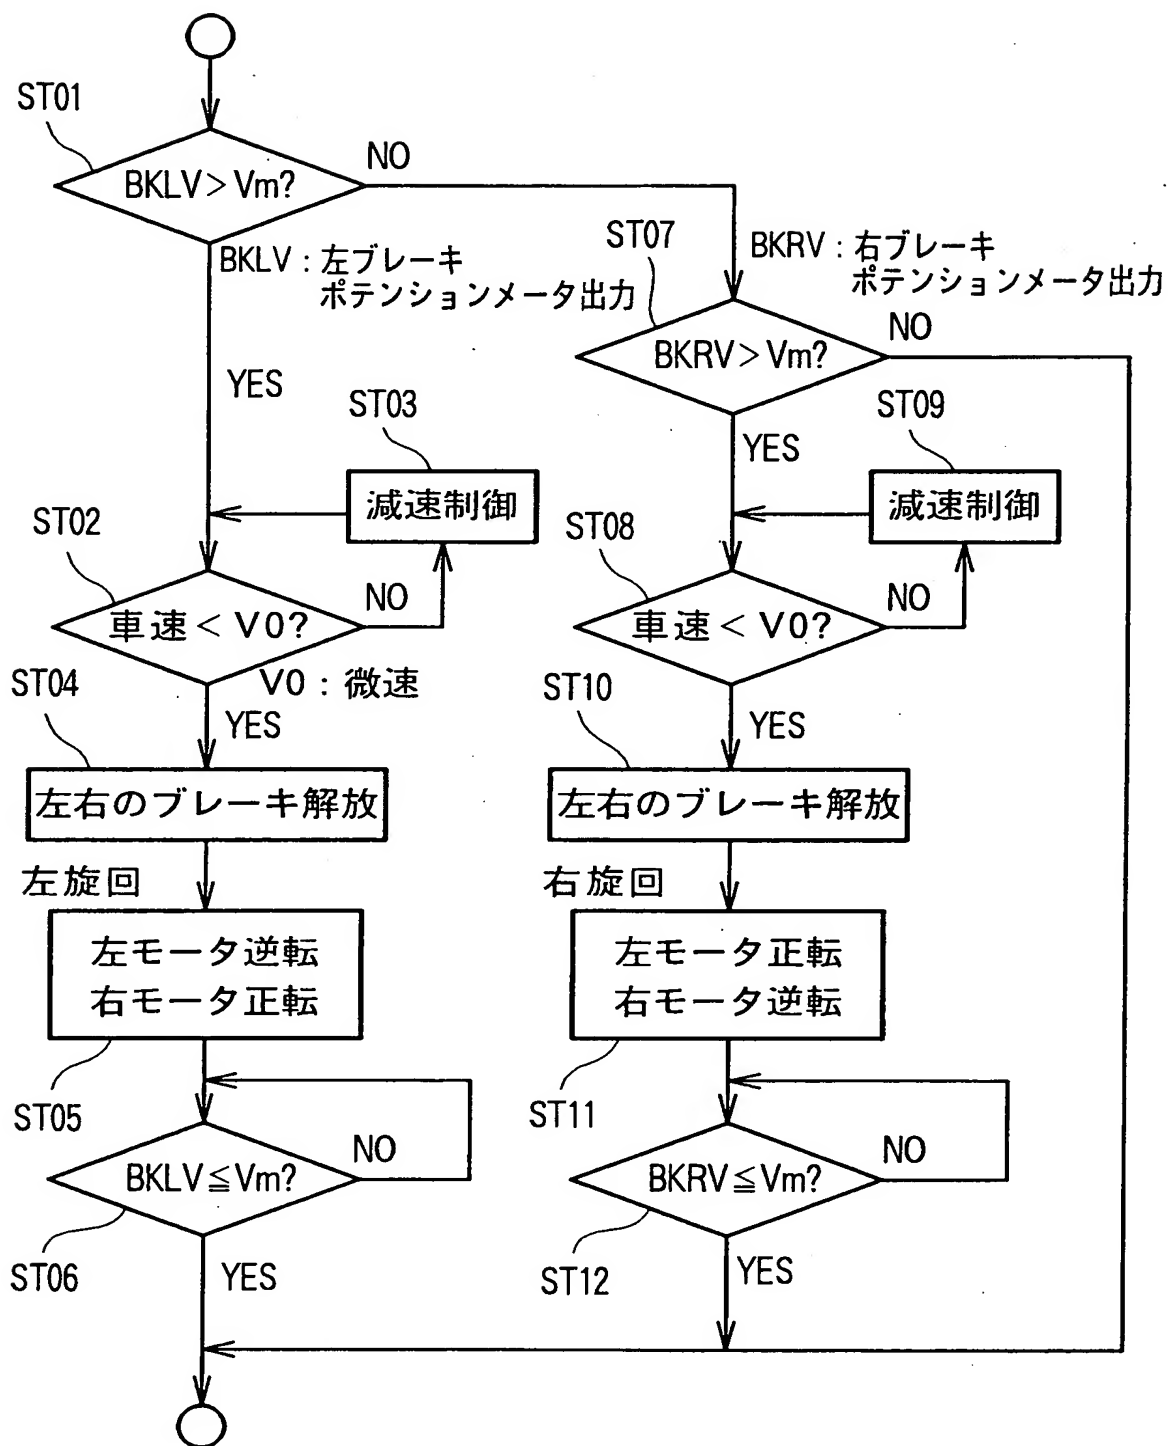 ST01
BKLV>Vm?
NO
BKLV:左ブレーキ
ポテンションメータ出力
YES
ST03
減速制御
ST02
車速<V0?
NO
V0:微速
YES
ST04
左右のブレーキ解放
左旋回
左モータ逆転
右モータ正転
ST05
BKLV≦Vm?
NO
ST06
YES
ST07
BKRV:右ブレーキ
ポテンションメータ出力
BKRV>Vm?
NO
YES
ST09
減速制御
ST08
車速<V0?
NO
YES
ST10
左右のブレーキ解放
右旋回
左モータ正転
右モータ逆転
ST11
BKRV≦Vm?
NO
ST12
YES